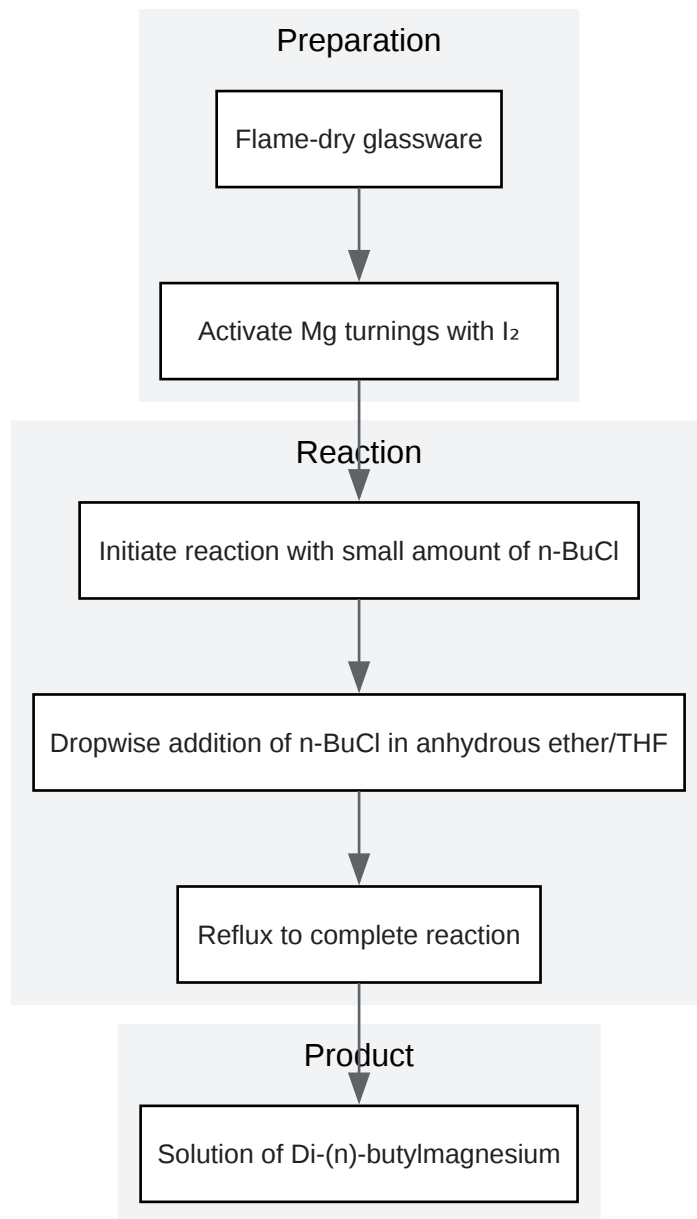 Preparation
Flame-dry glassware
Activate Mg turnings with I₂
Reaction
Initiate reaction with small amount of n-BuCl
Dropwise addition of n-BuCl in anhydrous ether/THF
Reflux to complete reaction
Product
Solution of Di-(n)-butylmagnesium